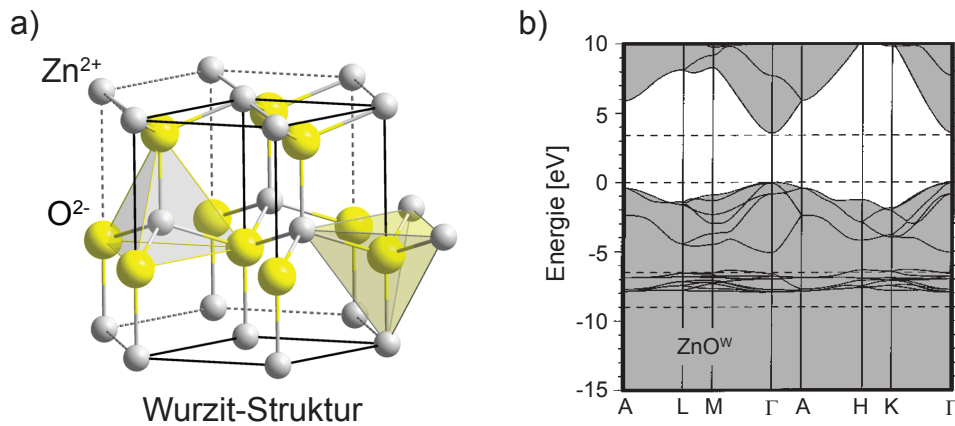 a)
Zn²⁺
O²⁻
Wurzit-Struktur
b)
Energie [eV]
10
5
0
-5
-10
-15
ZnOᵂ
A L M Γ A H K Γ